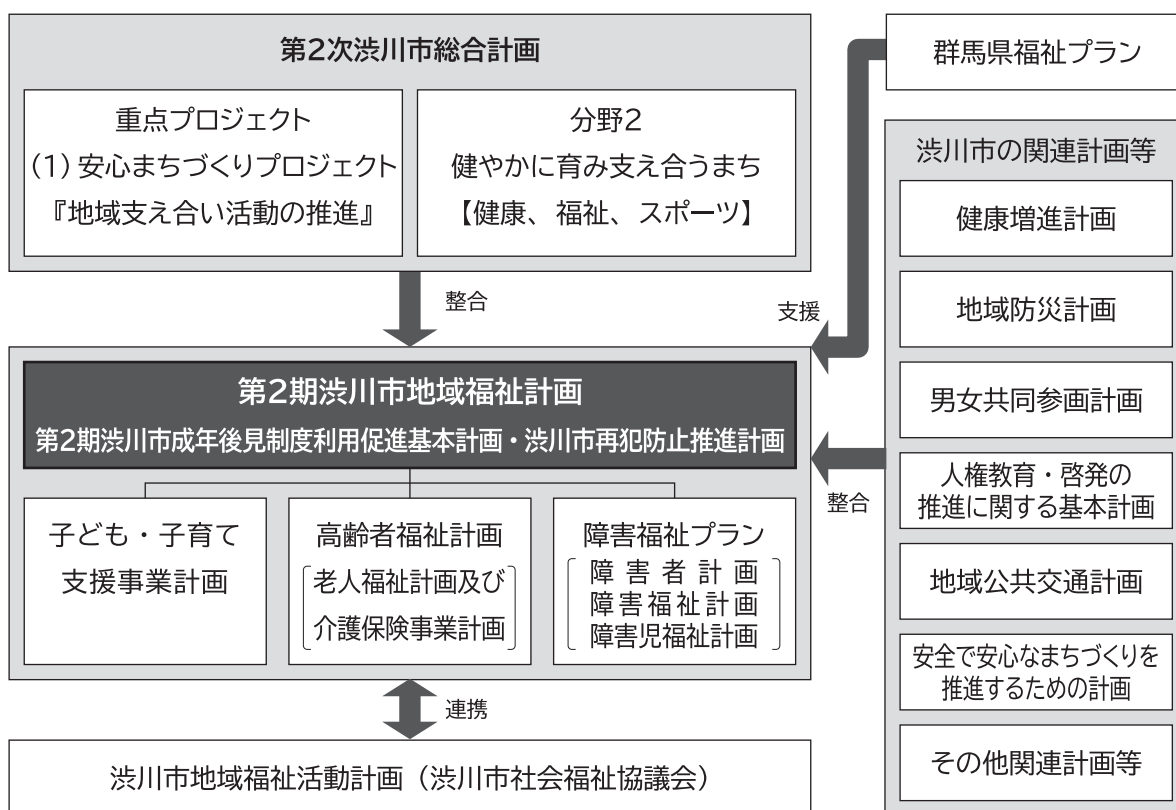 第2次渋川市総合計画
重点プロジェクト
(1) 安心まちづくりプロジェクト
『地域支え合い活動の推進』
分野2
健やかに育み支え合うまち
【健康、福祉、スポーツ】
整合
群馬県福祉プラン
支援
渋川市の関連計画等
健康増進計画
地域防災計画
男女共同参画計画
人権教育・啓発の
推進に関する基本計画
地域公共交通計画
安全で安心なまちづくりを
推進するための計画
その他関連計画等
整合
第2期渋川市地域福祉計画
第2期渋川市成年後見制度利用促進基本計画・渋川市再犯防止推進計画
子ども・子育て
支援事業計画
高齢者福祉計画
老人福祉計画及び
介護保険事業計画
障害福祉プラン
障害者計画
障害福祉計画
障害児福祉計画
連携
渋川市地域福祉活動計画（渋川市社会福祉協議会）